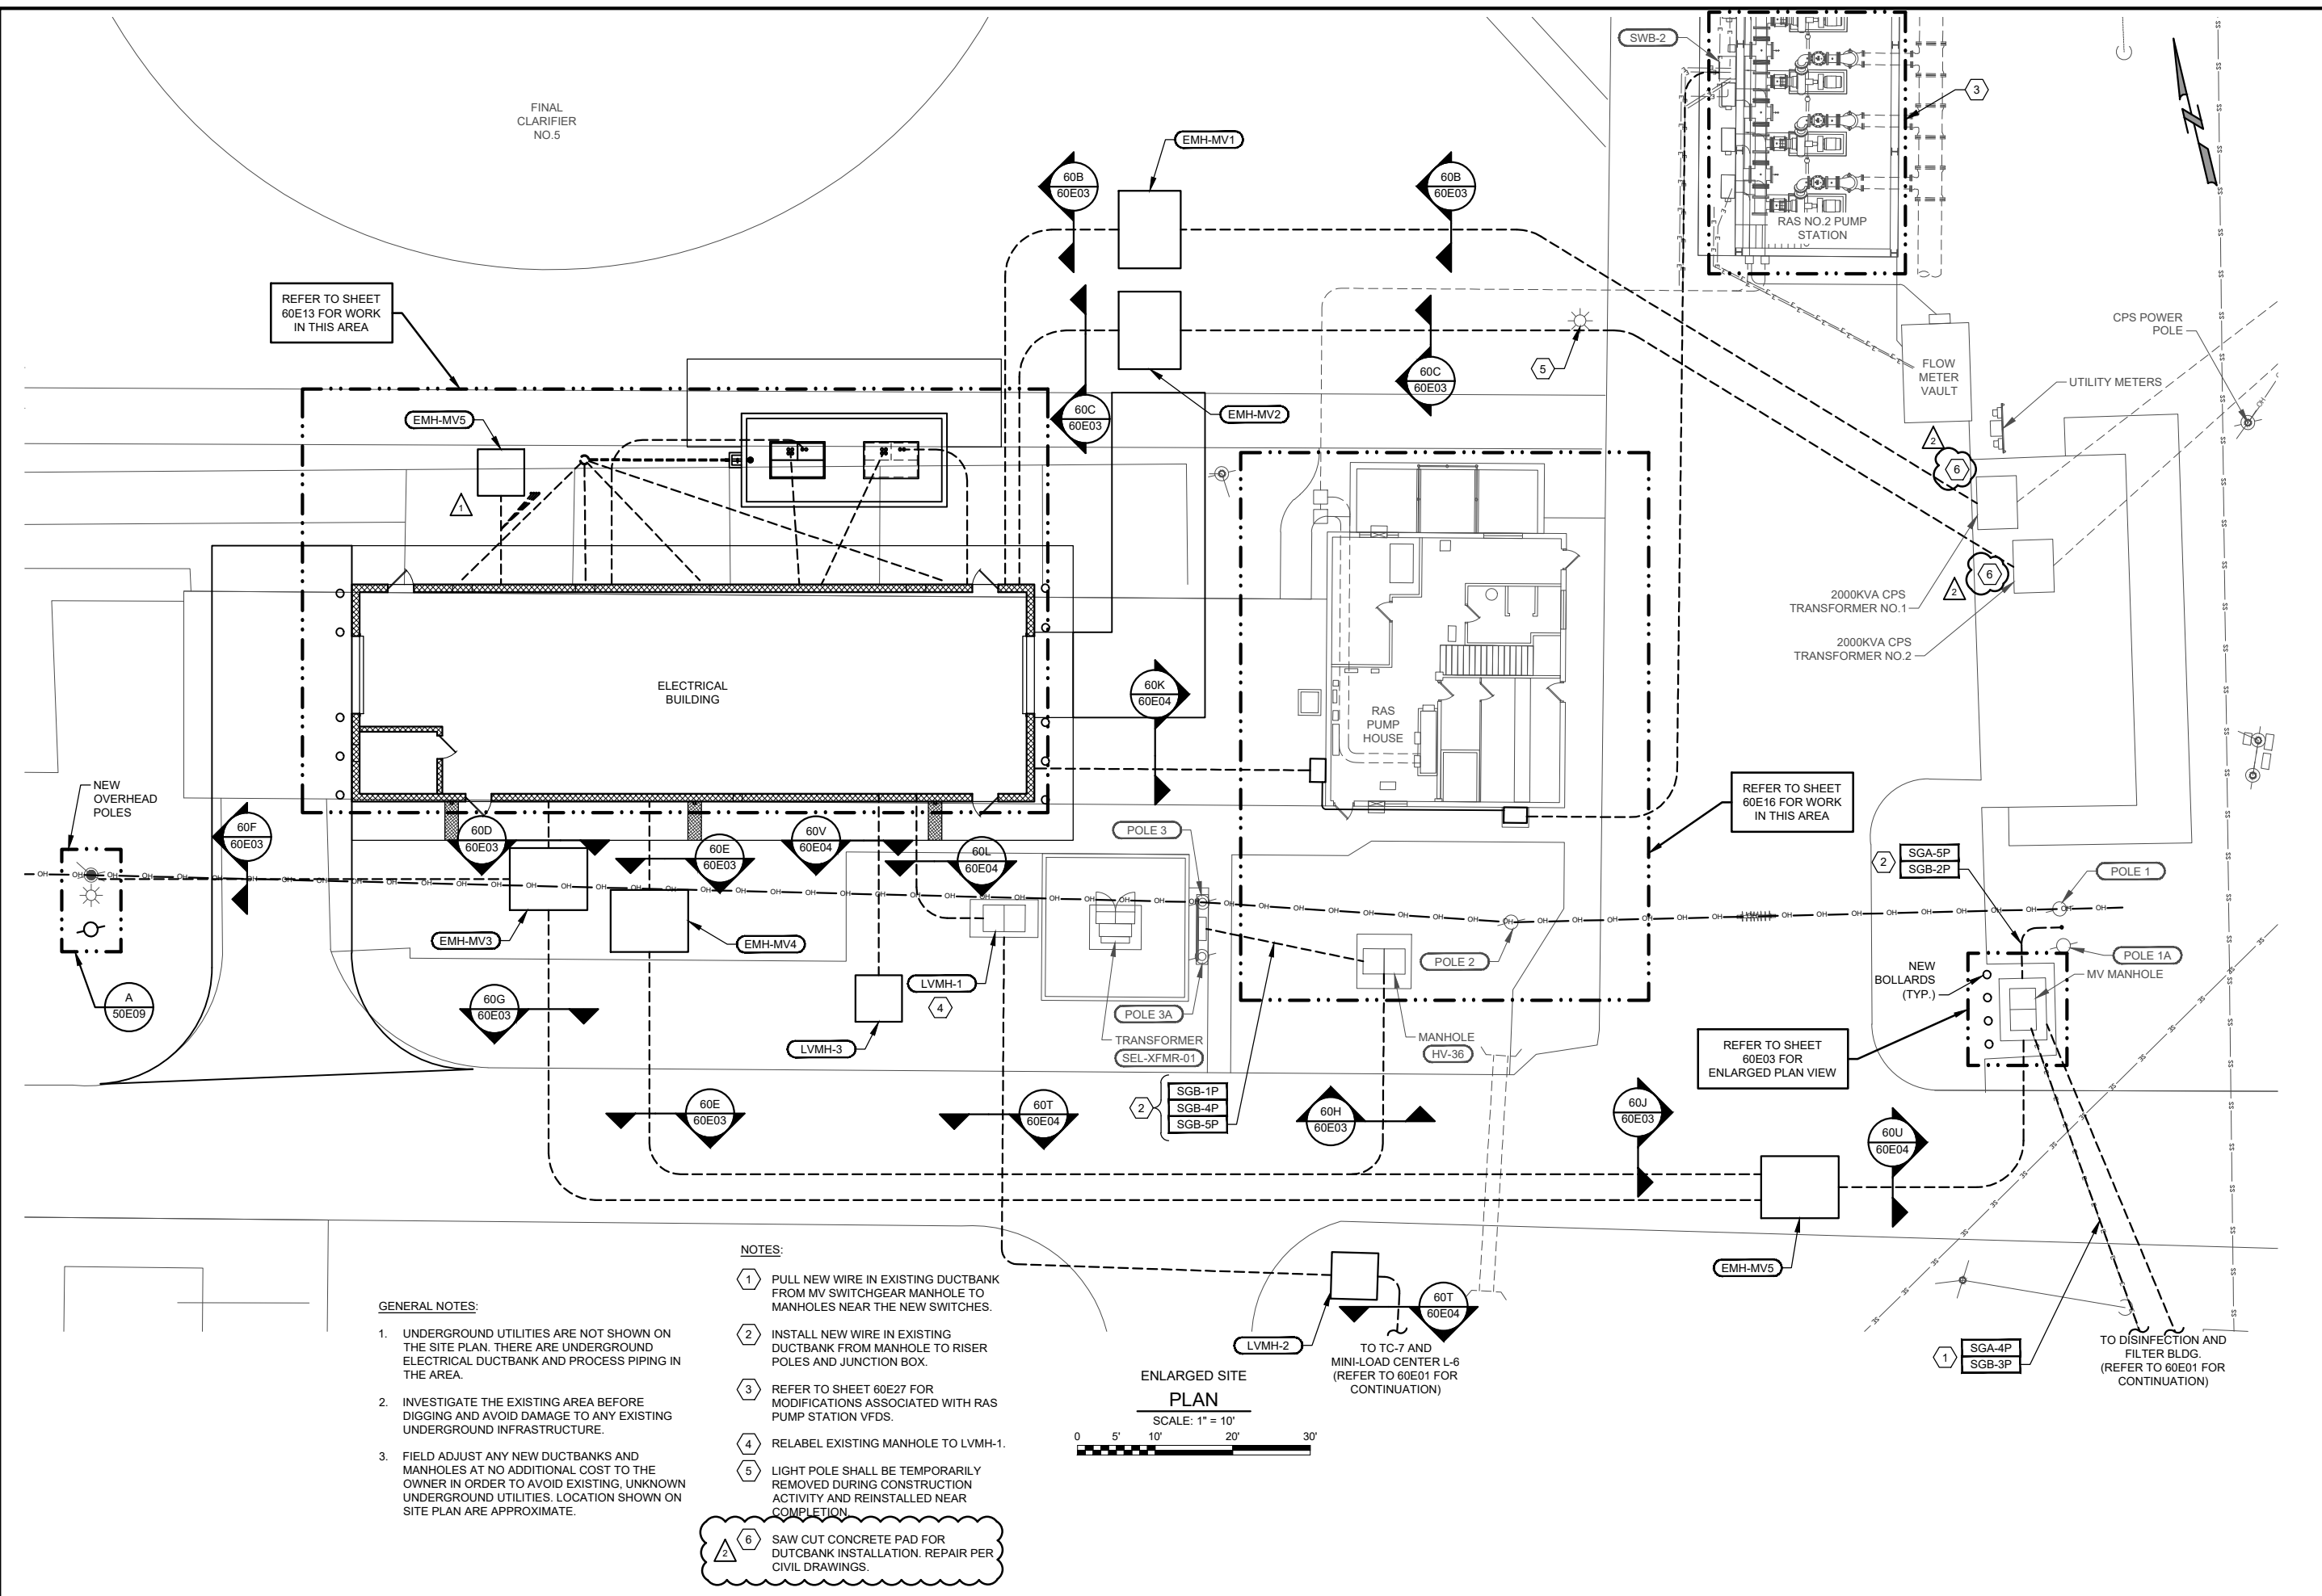 FINAL
CLARIFIER
NO.5
SWB-2
3
RAS NO.2 PUMP
STATION
EMH-MV1
60B
60E03
60B
60E03
REFER TO SHEET
60E13 FOR WORK
IN THIS AREA
60C
60E03
60C
60E03
5
EMH-MV2
EMH-MV5
1
FLOW
METER
VAULT
CPS POWER
POLE
UTILITY METERS
2
6
2
6
2000KVA CPS
TRANSFORMER NO.1
2000KVA CPS
TRANSFORMER NO.2
ELECTRICAL
BUILDING
60K
60E04
RAS
PUMP
HOUSE
REFER TO SHEET
60E16 FOR WORK
IN THIS AREA
NEW
OVERHEAD
POLES
60F
60E03
60D
60E03
60E
60E03
60V
60E04
60L
60E04
POLE 3
2
SGA-5P
SGB-2P
POLE 1
EMH-MV3
EMH-MV4
POLE 2
POLE 1A
MV MANHOLE
NEW
BOLLARDS
(TYP.)
A
50E09
60G
60E03
LVMH-1
4
LVMH-3
POLE 3A
TRANSFORMER
SEL-XFMR-01
MANHOLE
HV-36
REFER TO SHEET
60E03 FOR
ENLARGED PLAN VIEW
2
SGB-1P
SGB-4P
SGB-5P
60E
60E03
60T
60E04
60H
60E03
60J
60E03
60U
60E04
EMH-MV5
LVMH-2
60T
60E04
TO TC-7 AND
MINI-LOAD CENTER L-6
(REFER TO 60E01 FOR
CONTINUATION)
1
SGA-4P
SGB-3P
TO DISINFECTION AND
FILTER BLDG.
(REFER TO 60E01 FOR
CONTINUATION)
GENERAL NOTES:
1. UNDERGROUND UTILITIES ARE NOT SHOWN ON
THE SITE PLAN. THERE ARE UNDERGROUND
ELECTRICAL DUCTBANK AND PROCESS PIPING IN
THE AREA.
2. INVESTIGATE THE EXISTING AREA BEFORE
DIGGING AND AVOID DAMAGE TO ANY EXISTING
UNDERGROUND INFRASTRUCTURE.
3. FIELD ADJUST ANY NEW DUCTBANKS AND
MANHOLES AT NO ADDITIONAL COST TO THE
OWNER IN ORDER TO AVOID EXISTING, UNKNOWN
UNDERGROUND UTILITIES. LOCATION SHOWN ON
SITE PLAN ARE APPROXIMATE.
NOTES:
1 PULL NEW WIRE IN EXISTING DUCTBANK
FROM MV SWITCHGEAR MANHOLE TO
MANHOLES NEAR THE NEW SWITCHES.
2 INSTALL NEW WIRE IN EXISTING
DUCTBANK FROM MANHOLE TO RISER
POLES AND JUNCTION BOX.
3 REFER TO SHEET 60E27 FOR
MODIFICATIONS ASSOCIATED WITH RAS
PUMP STATION VFDS.
4 RELABEL EXISTING MANHOLE TO LVMH-1.
5 LIGHT POLE SHALL BE TEMPORARILY
REMOVED DURING CONSTRUCTION
ACTIVITY AND REINSTALLED NEAR
COMPLETION.
2
6 SAW CUT CONCRETE PAD FOR
DUTCBANK INSTALLATION. REPAIR PER
CIVIL DRAWINGS.
ENLARGED SITE
PLAN
SCALE: 1" = 10'
0 5' 10' 20' 30'